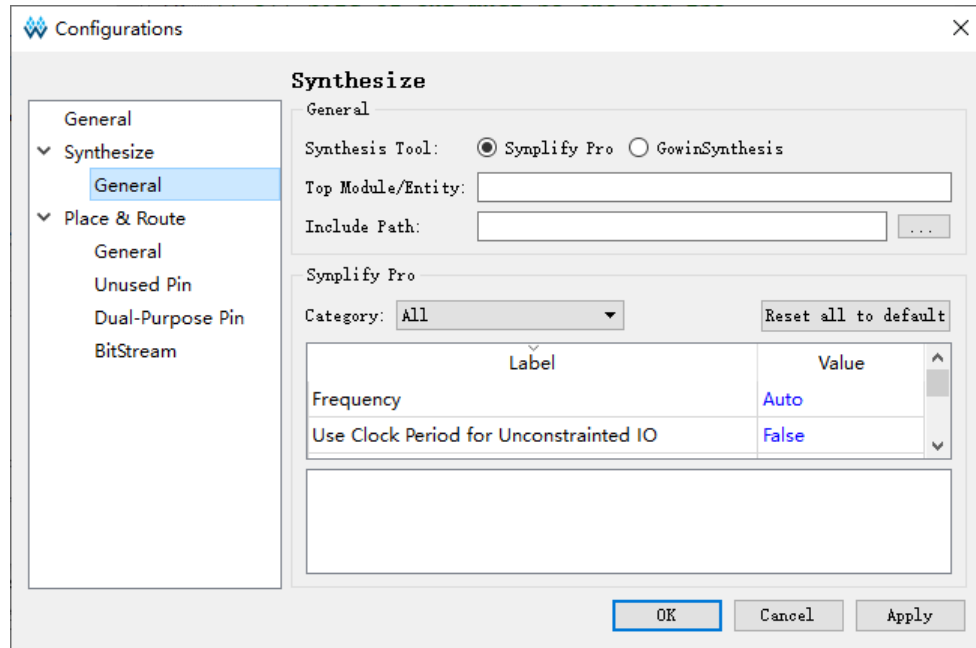 Configurations
General
Synthesize
General
Place & Route
General
Unused Pin
Dual-Purpose Pin
BitStream
Synthesize
General
Synthesis Tool: Synplify Pro GowinSynthesis
Top Module/Entity:
Include Path: ...
Synplify Pro
Category: All Reset all to default
Label Value
Frequency Auto
Use Clock Period for Unconstrainted IO False
OK Cancel Apply